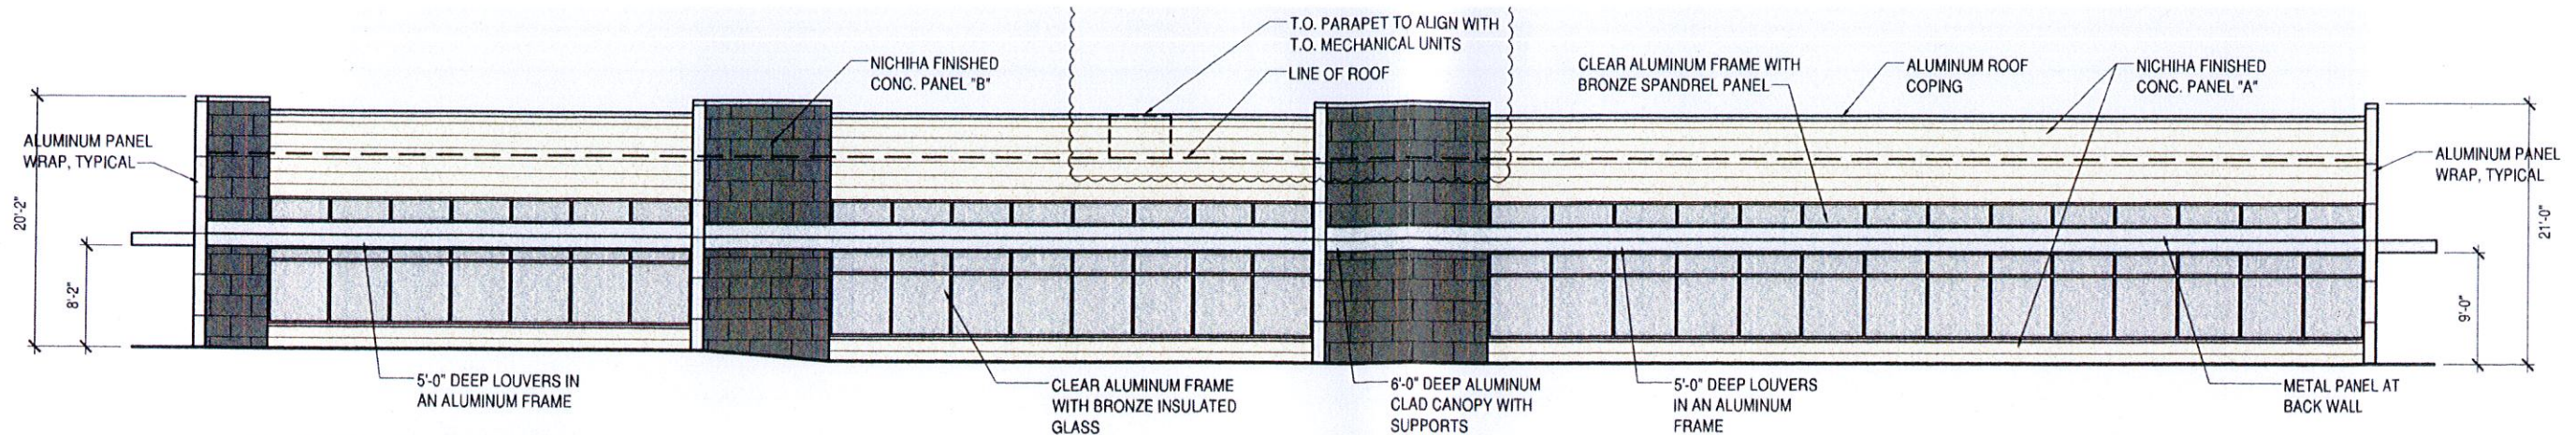 T.O. PARAPET TO ALIGN WITH
T.O. MECHANICAL UNITS
LINE OF ROOF
NICHIHA FINISHED
CONC. PANEL "B"
CLEAR ALUMINUM FRAME WITH
BRONZE SPANDREL PANEL
ALUMINUM ROOF
COPING
NICHIHA FINISHED
CONC. PANEL "A"
ALUMINUM PANEL
WRAP, TYPICAL
ALUMINUM PANEL
WRAP, TYPICAL
20'-2"
8'-2"
21'-0"
9'-0"
5'-0" DEEP LOUVERS IN
AN ALUMINUM FRAME
CLEAR ALUMINUM FRAME
WITH BRONZE INSULATED
GLASS
6'-0" DEEP ALUMINUM
CLAD CANOPY WITH
SUPPORTS
5'-0" DEEP LOUVERS
IN AN ALUMINUM
FRAME
METAL PANEL AT
BACK WALL